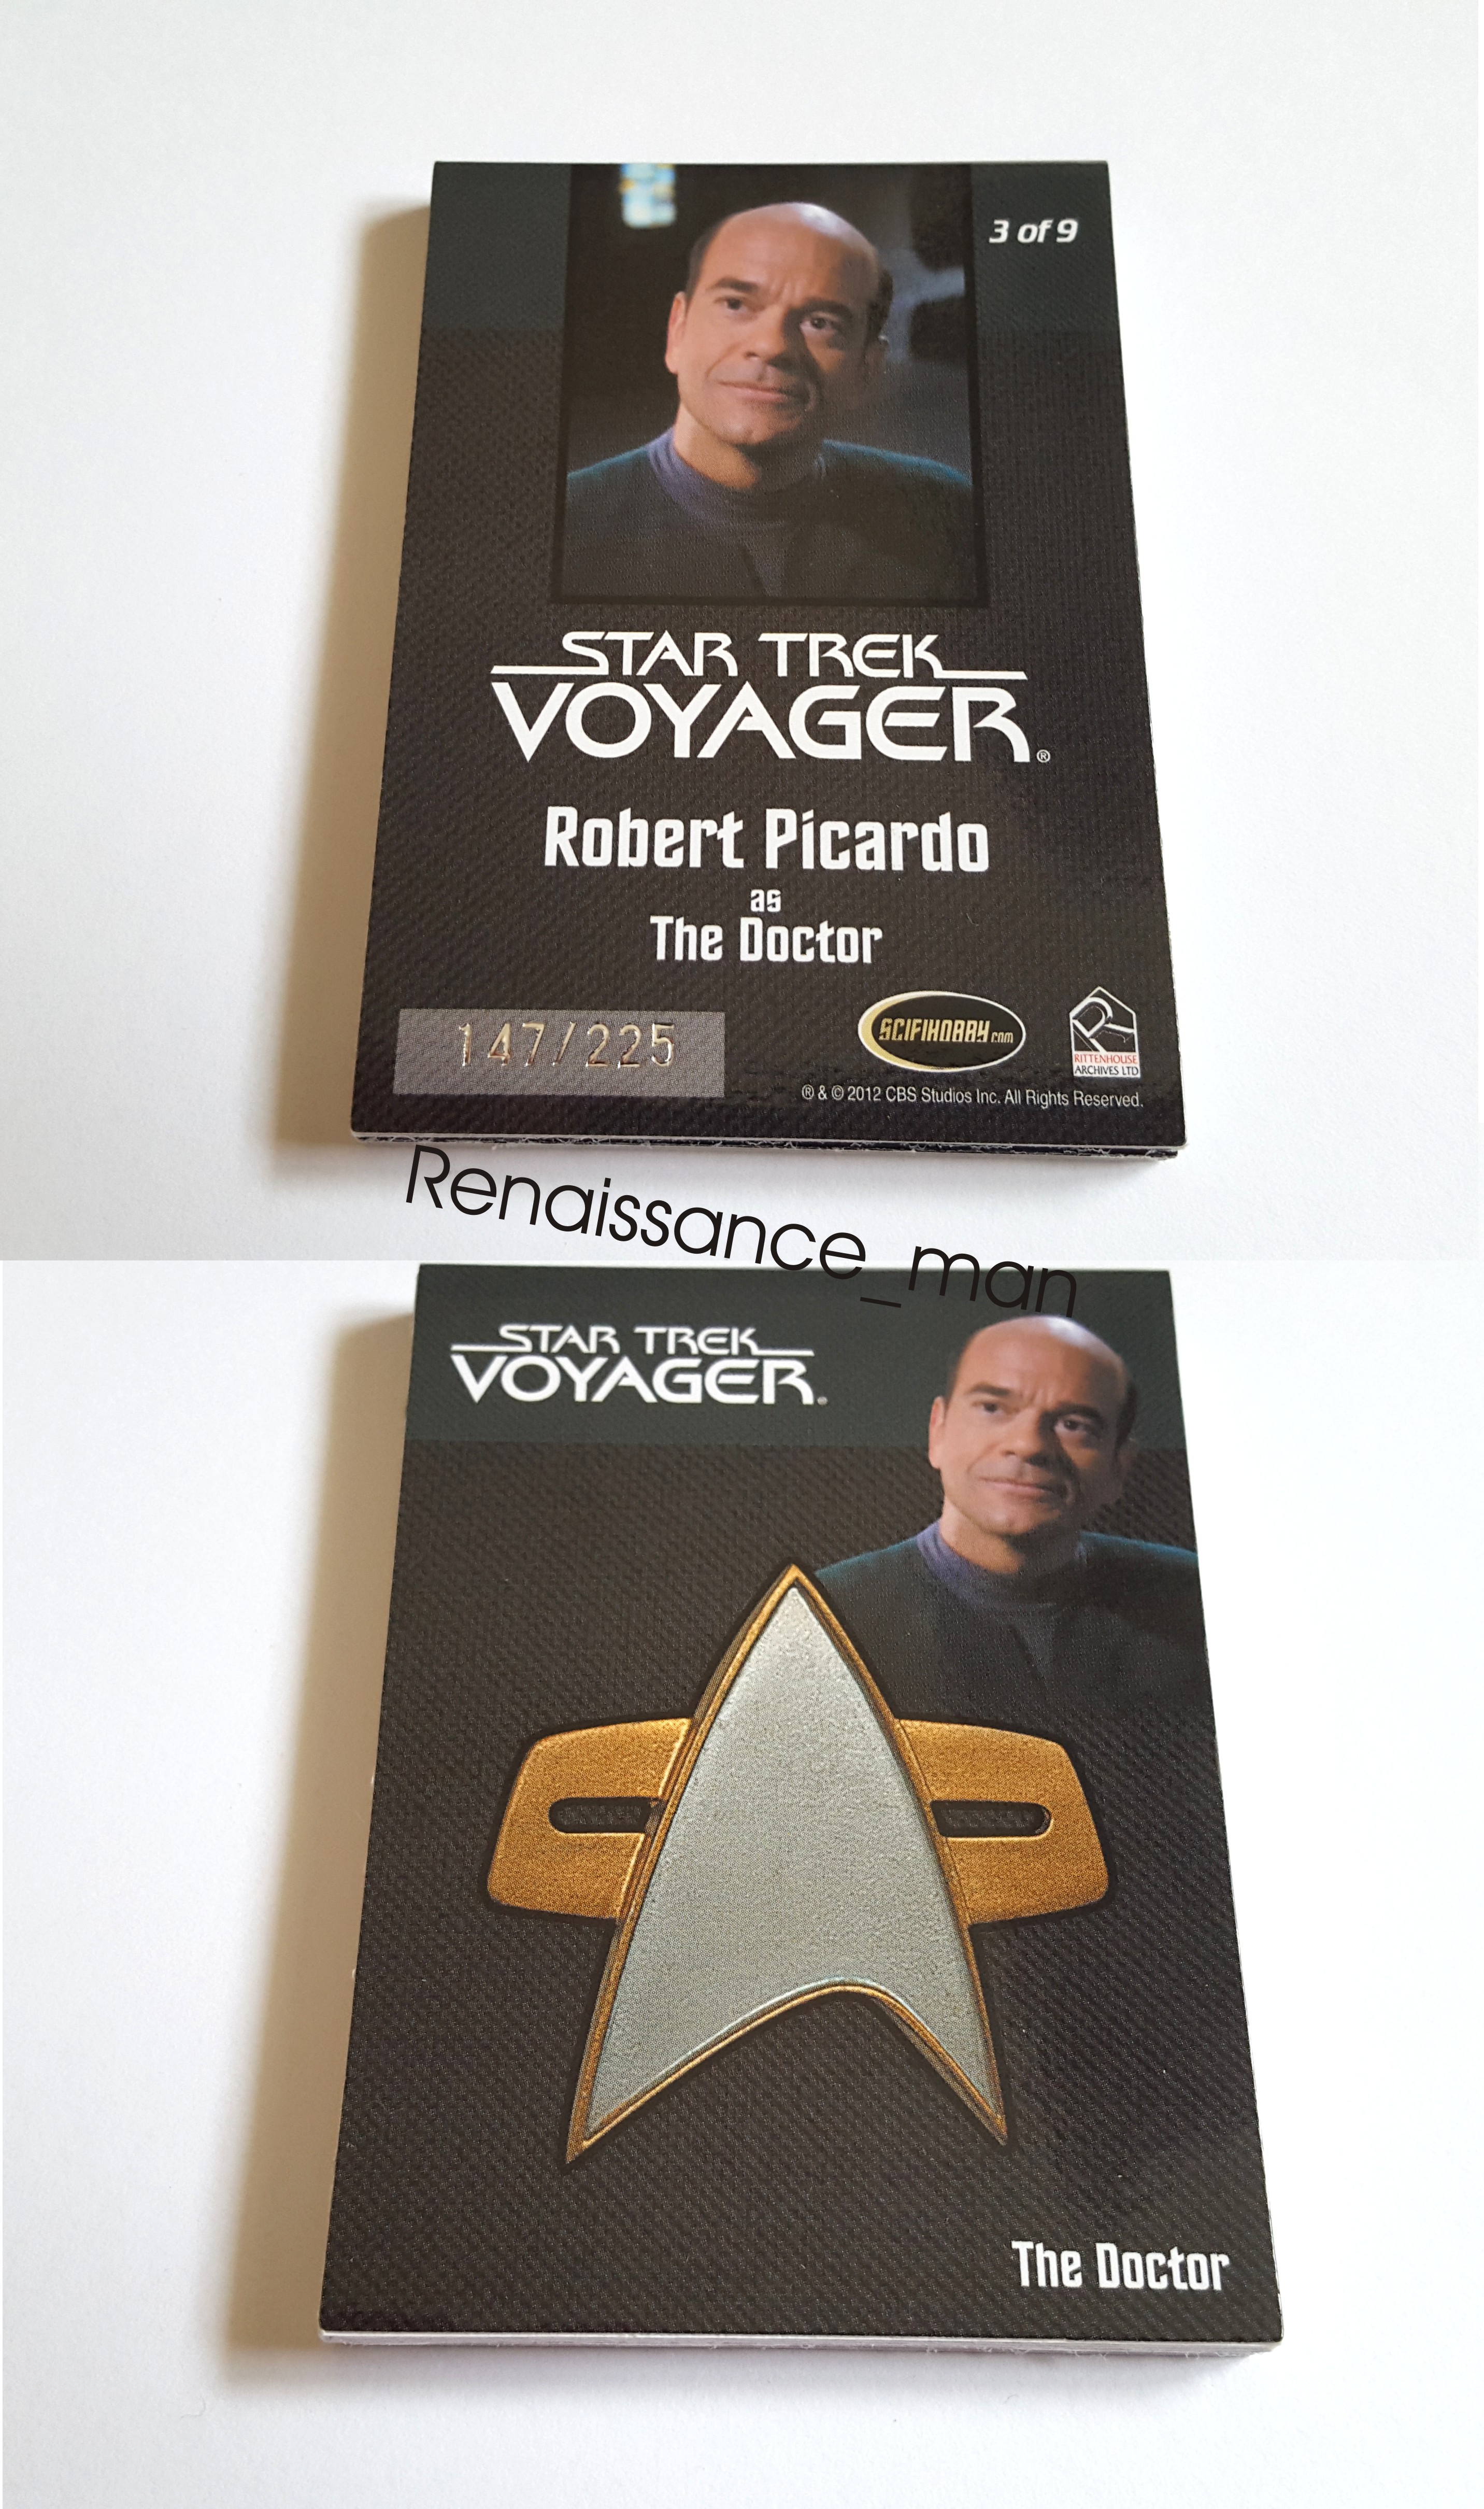 3 of 9
STAR TREK
VOYAGER®
Robert Picardo
as
The Doctor
147/225
SCIFIHOBBY.com
RITTENHOUSE
ARCHIVES LTD
® & © 2012 CBS Studios Inc. All Rights Reserved.
Renaissance_man
STAR TREK
VOYAGER®
The Doctor